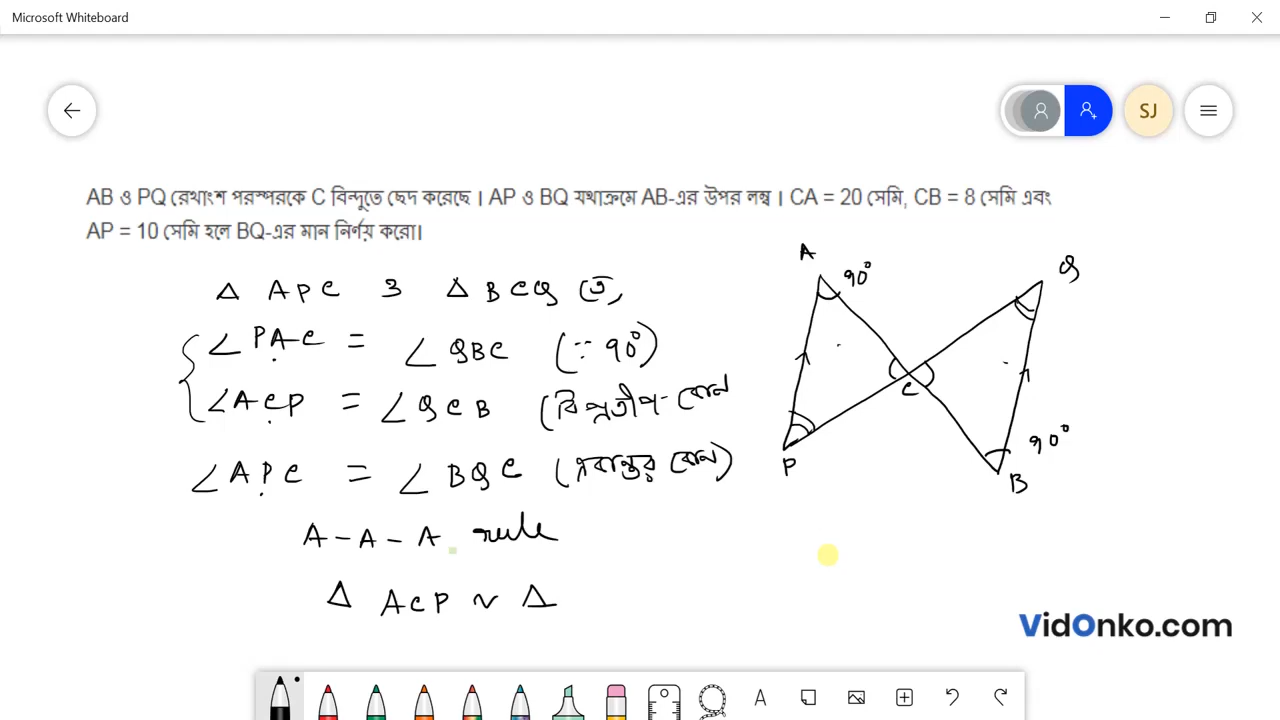 Microsoft Whiteboard
SJ
AB ও PQ রেখাংশ পরস্পরকে C বিন্দুতে ছেদ করেছে । AP ও BQ যথাক্রমে AB-এর উপর লম্ব । CA = 20 সেমি, CB = 8 সেমি এবং
AP = 10 সেমি হলে BQ-এর মান নির্ণয় করো।
Δ APC ও Δ BCQ তে,
∠PAC = ∠QBC (∵ 90°)
∠ACP = ∠QCB (বিপ্রতীপ কোন
∠APC = ∠BQC (একান্তর কোন)
A-A-A rule
Δ ACP ~ Δ
A 90°
Q
C
P
90°
B
VidOnko.com
A